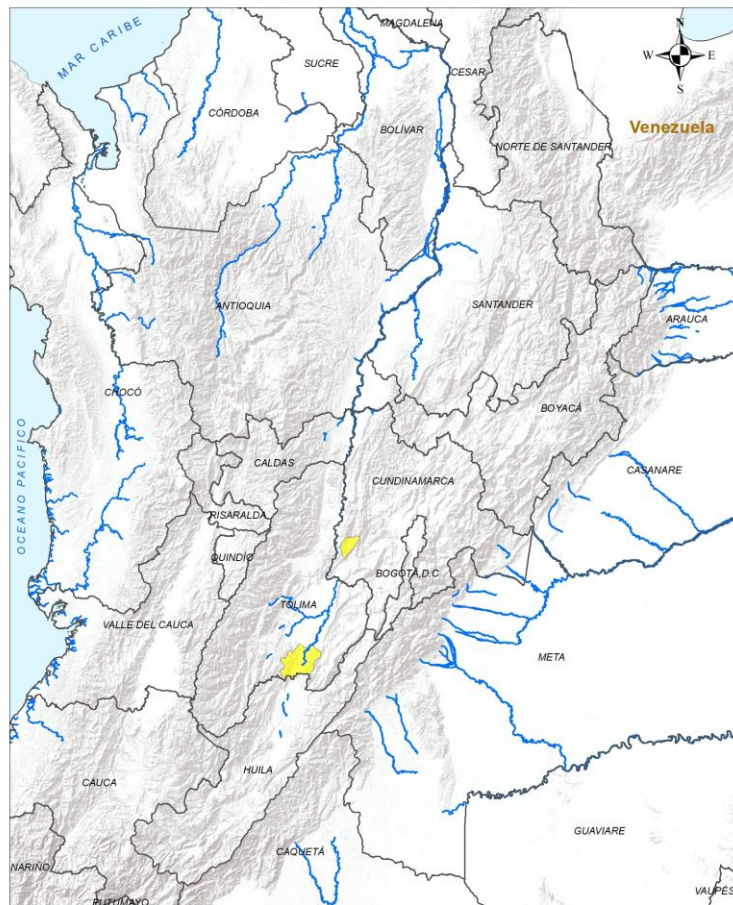 MAGDALENA
N
MAR CARIBE
SUCRE
W
E
CESAR
S
CÓRDOBA
BOLÍVAR
Venezuela
NORTE DE SANTANDER
ANTIOQUIA
SANTANDER
ARAUCA
CHOCÓ
BOYACÁ
OCEANO PACIFICO
CALDAS
CASANARE
CUNDINAMARCA
RISARALDA
QUINDÍO
BOGOTÁ, D.C
TOLIMA
VALLE DEL CAUCA
META
HUILA
CAUCA
GUAVIARE
CAQUETÁ
NARIÑO
VAUPÉS
PUTUMAYO